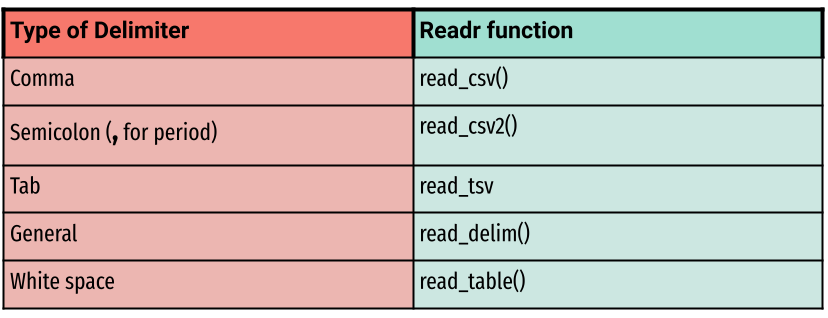 Type of Delimiter Readr function
Comma read_csv()
Semicolon (, for period) read_csv2()
Tab read_tsv
General read_delim()
White space read_table()